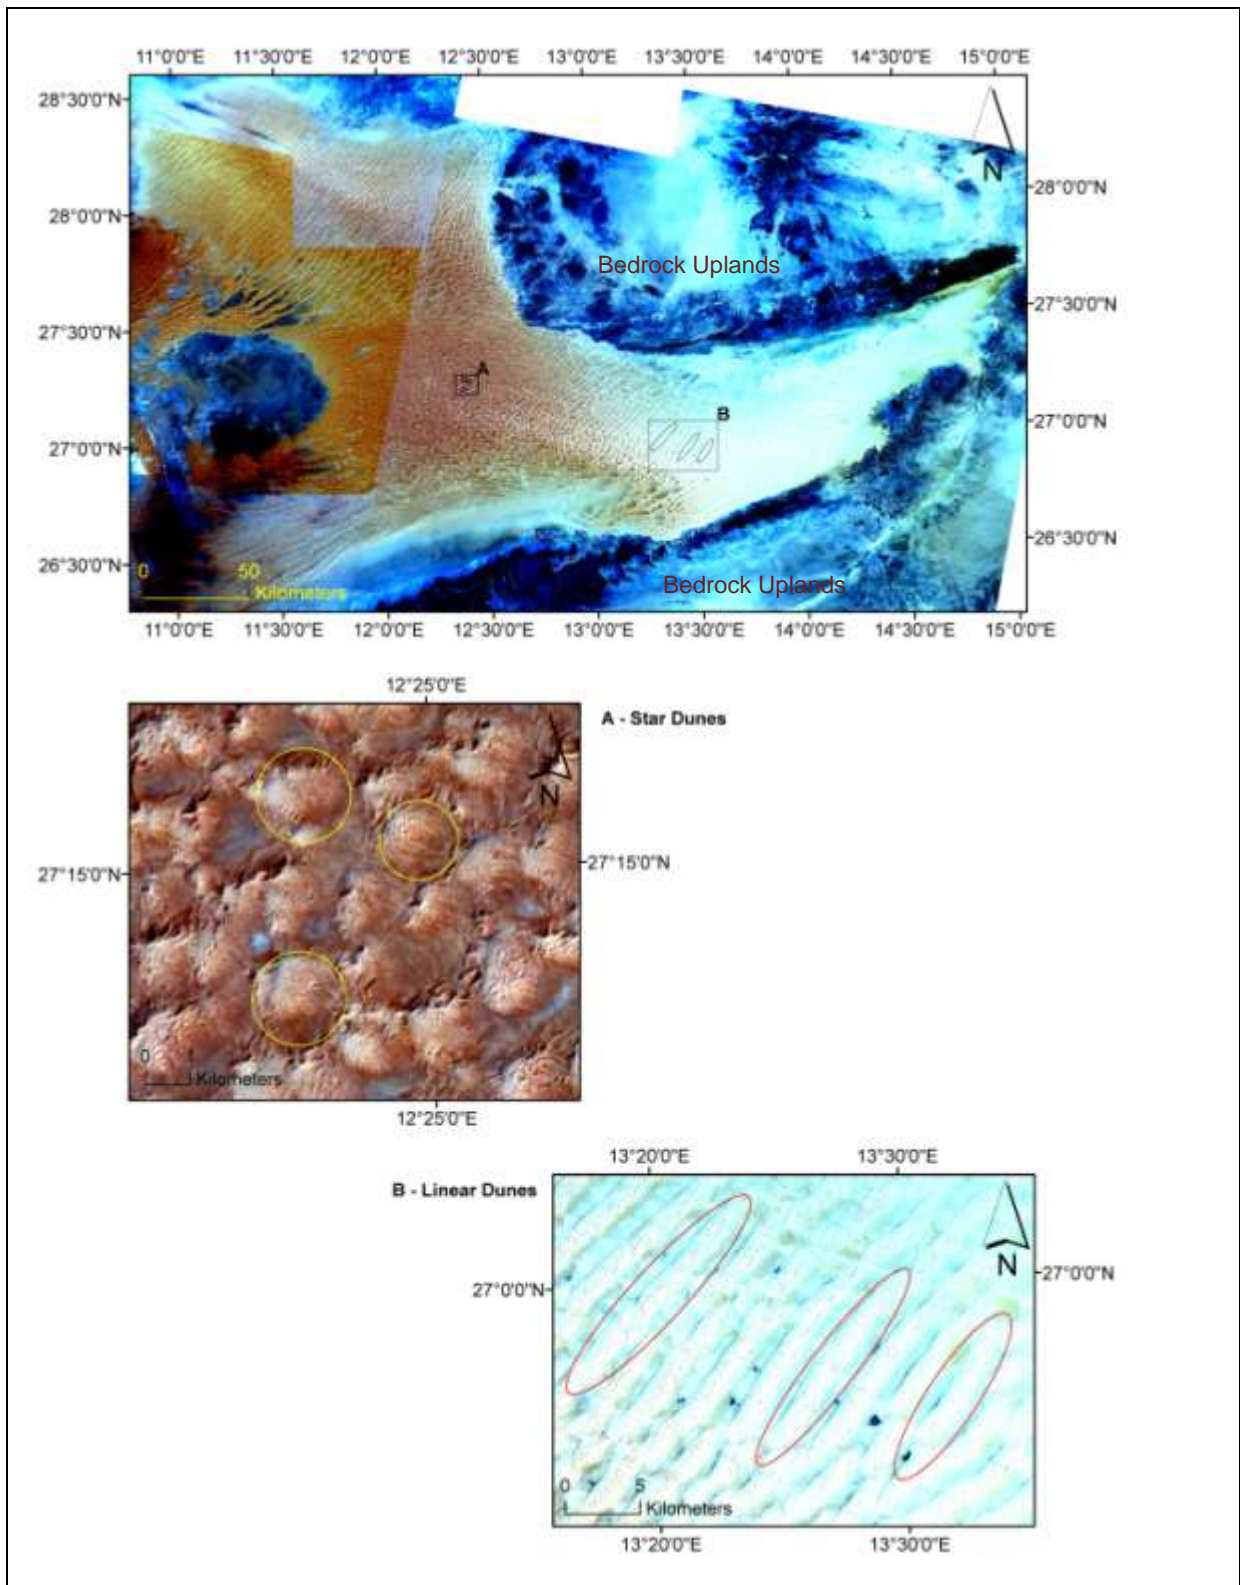 11°0'0"E 11°30'0"E 12°0'0"E 12°30'0"E 13°0'0"E 13°30'0"E 14°0'0"E 14°30'0"E 15°0'0"E
28°30'0"N
N
28°0'0"N
28°0'0"N
Bedrock Uplands
27°30'0"N
27°30'0"N
A
B
27°0'0"N
27°0'0"N
26°30'0"N
26°30'0"N
0 50
Kilometers
Bedrock Uplands
11°0'0"E 11°30'0"E 12°0'0"E 12°30'0"E 13°0'0"E 13°30'0"E 14°0'0"E 14°30'0"E 15°0'0"E
12°25'0"E
A - Star Dunes
N
27°15'0"N
27°15'0"N
0
Kilometers
12°25'0"E
13°20'0"E 13°30'0"E
B - Linear Dunes
N
27°0'0"N
27°0'0"N
0 5
Kilometers
13°20'0"E 13°30'0"E